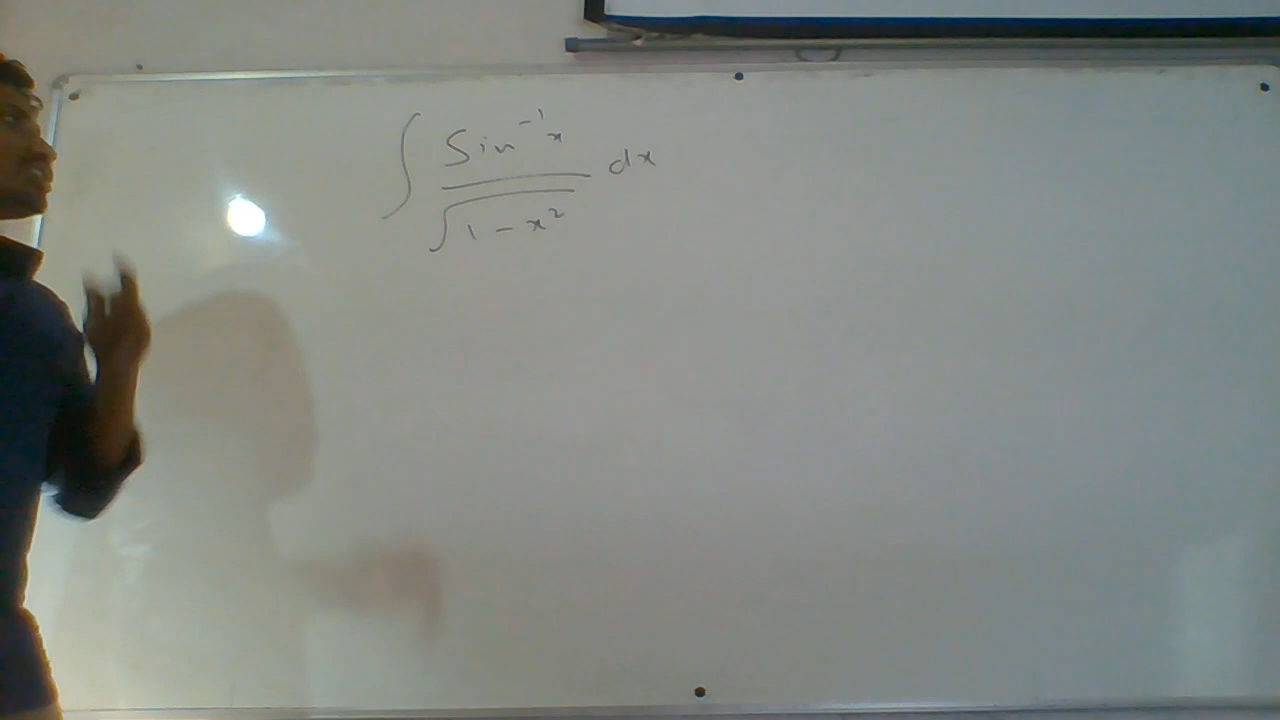 ∫ Sin⁻¹x / √(1 - x²) dx